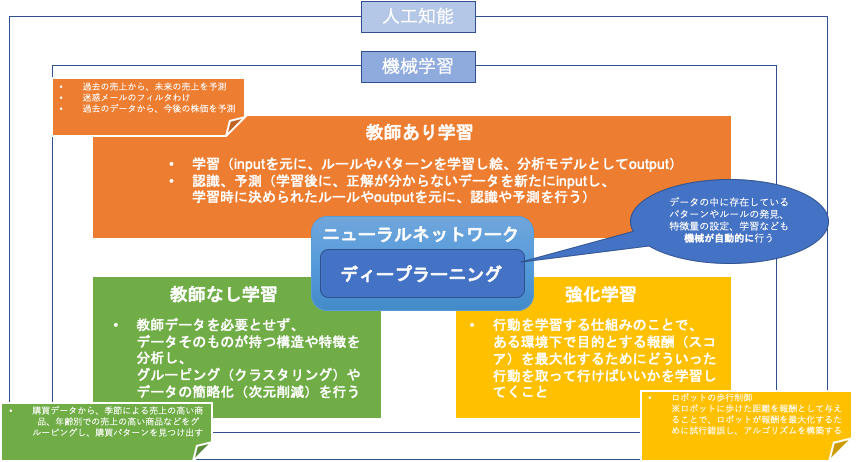 人工知能
機械学習
• 過去の売上から、未来の売上を予測
• 迷惑メールのフィルタわけ
• 過去のデータから、今後の株価を予測
教師あり学習
• 学習（inputを元に、ルールやパターンを学習し絵、分析モデルとしてoutput）
• 認識、予測（学習後に、正解が分からないデータを新たにinputし、
学習時に決められたルールやoutputを元に、認識や予測を行う）
データの中に存在している
パターンやルールの発見、
特徴量の設定、学習なども
機械が自動的に行う
ニューラルネットワーク
ディープラーニング
教師なし学習
• 教師データを必要とせず、
データそのものが持つ構造や特徴を
分析し、
グルーピング（クラスタリング）や
データの簡略化（次元削減）を行う
• 購買データから、季節による売上の高い商
品、年齢別での売上の高い商品などをグ
ルーピングし、購買パターンを見つけ出す
強化学習
• 行動を学習する仕組みのことで、
ある環境下で目的とする報酬（スコ
ア）を最大化するためにどういった
行動を取って行けばいいかを学習し
てくこと
• ロボットの歩行制御
※ロボットに歩けた距離を報酬として与え
ることで、ロボットが報酬を最大化するた
めに試行錯誤し、アルゴリズムを構築する